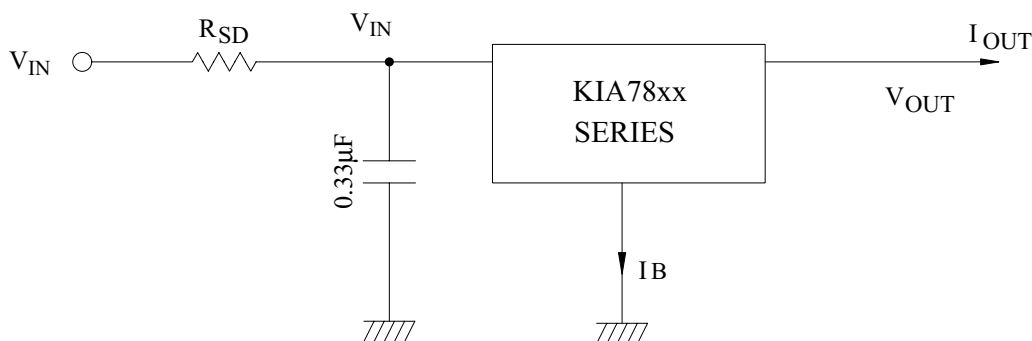 V_IN
R_SD
V_IN
0.33μF
KIA78xx
SERIES
I_OUT
V_OUT
I_B